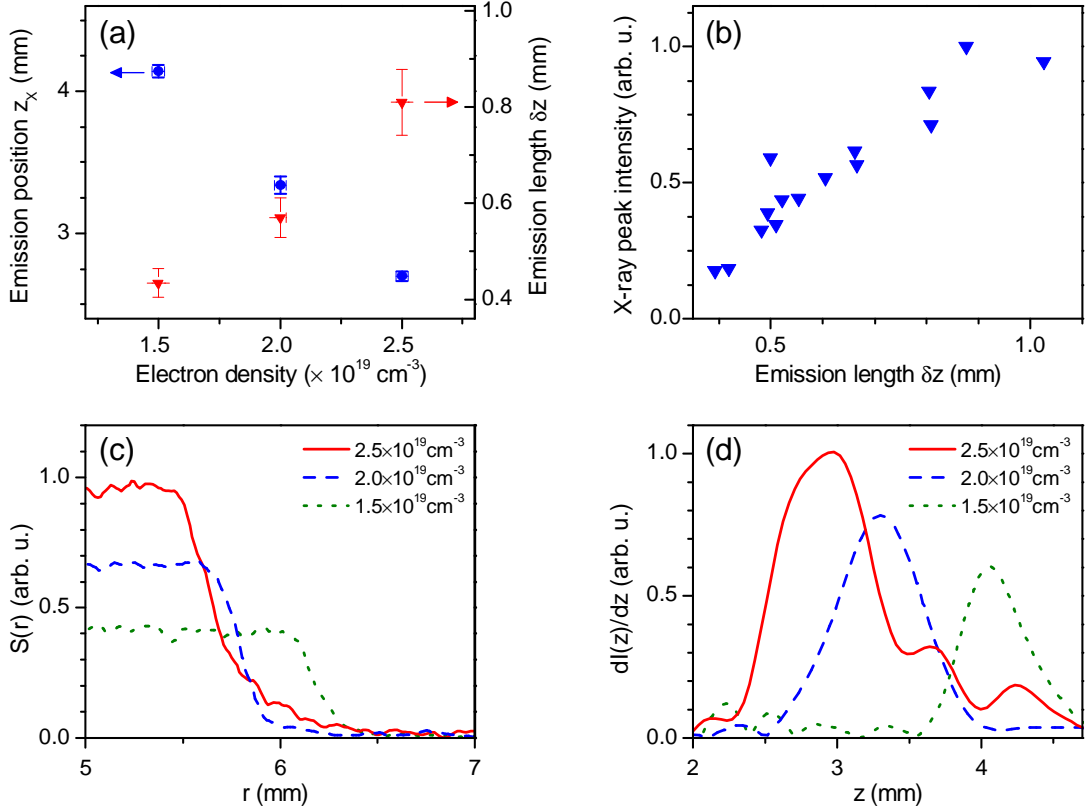 (a)
Emission position z_x (mm)
4
3
1.0
0.8
0.6
0.4
Emission length δz (mm)
1.5 2.0 2.5
Electron density (× 10^19 cm^-3)
(b)
X-ray peak intensity (arb. u.)
1.0
0.5
0.0
0.5 1.0
Emission length δz (mm)
(c)
2.5×10^19cm^-3
2.0×10^19cm^-3
1.5×10^19cm^-3
S(r) (arb. u.)
1.0
0.5
0.0
5 6 7
r (mm)
(d)
2.5×10^19cm^-3
2.0×10^19cm^-3
1.5×10^19cm^-3
dI(z)/dz (arb. u.)
1.0
0.5
0.0
2 3 4
z (mm)